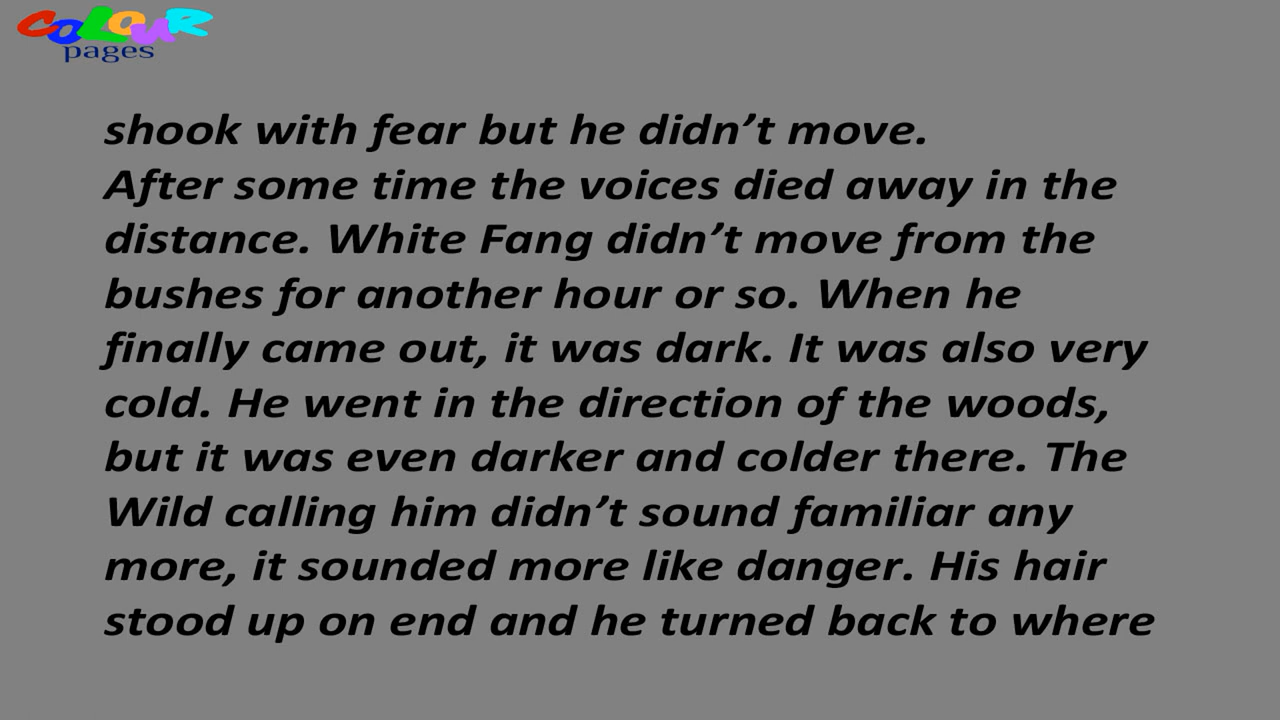 COLOUR
pages
shook with fear but he didn’t move.
After some time the voices died away in the
distance. White Fang didn’t move from the
bushes for another hour or so. When he
finally came out, it was dark. It was also very
cold. He went in the direction of the woods,
but it was even darker and colder there. The
Wild calling him didn’t sound familiar any
more, it sounded more like danger. His hair
stood up on end and he turned back to where